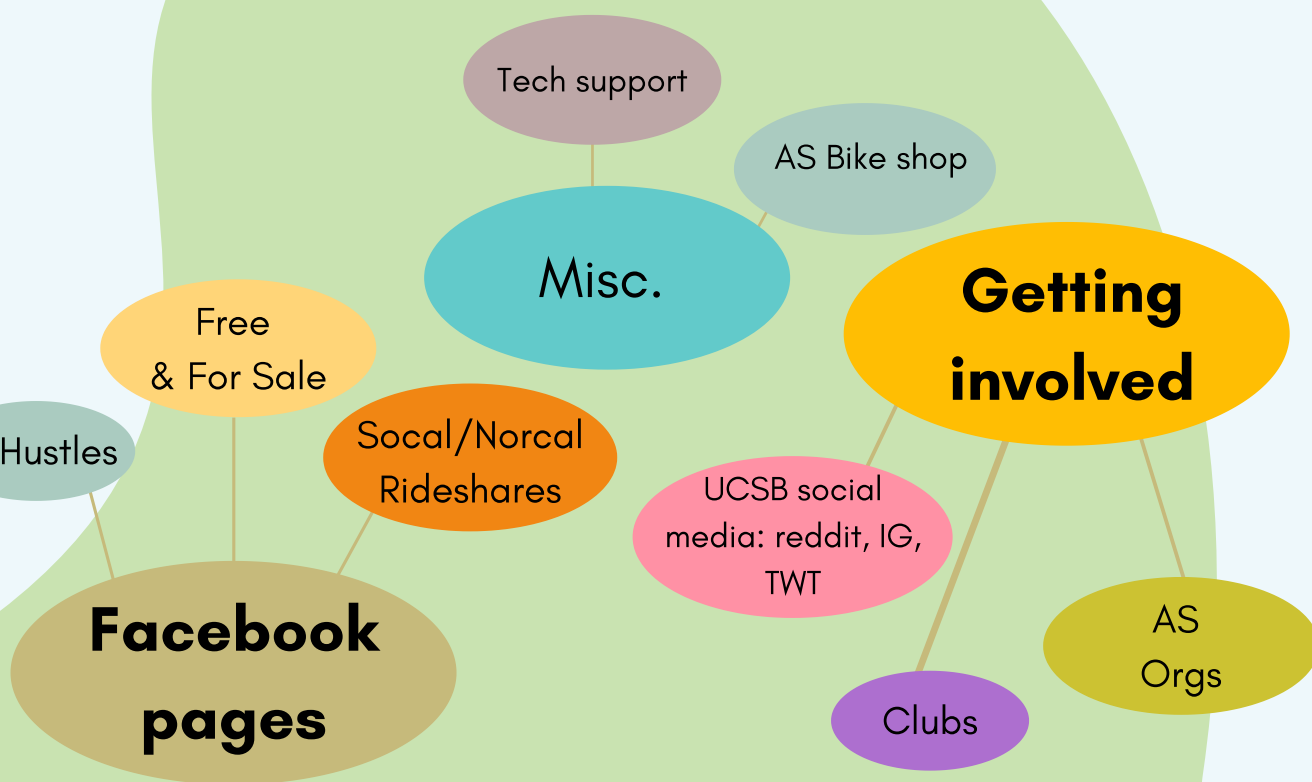 Tech support
AS Bike shop
Misc.
Getting
involved
Free
& For Sale
Hustles
Socal/Norcal
Rideshares
UCSB social
media: reddit, IG,
TWT
Facebook
pages
AS
Orgs
Clubs